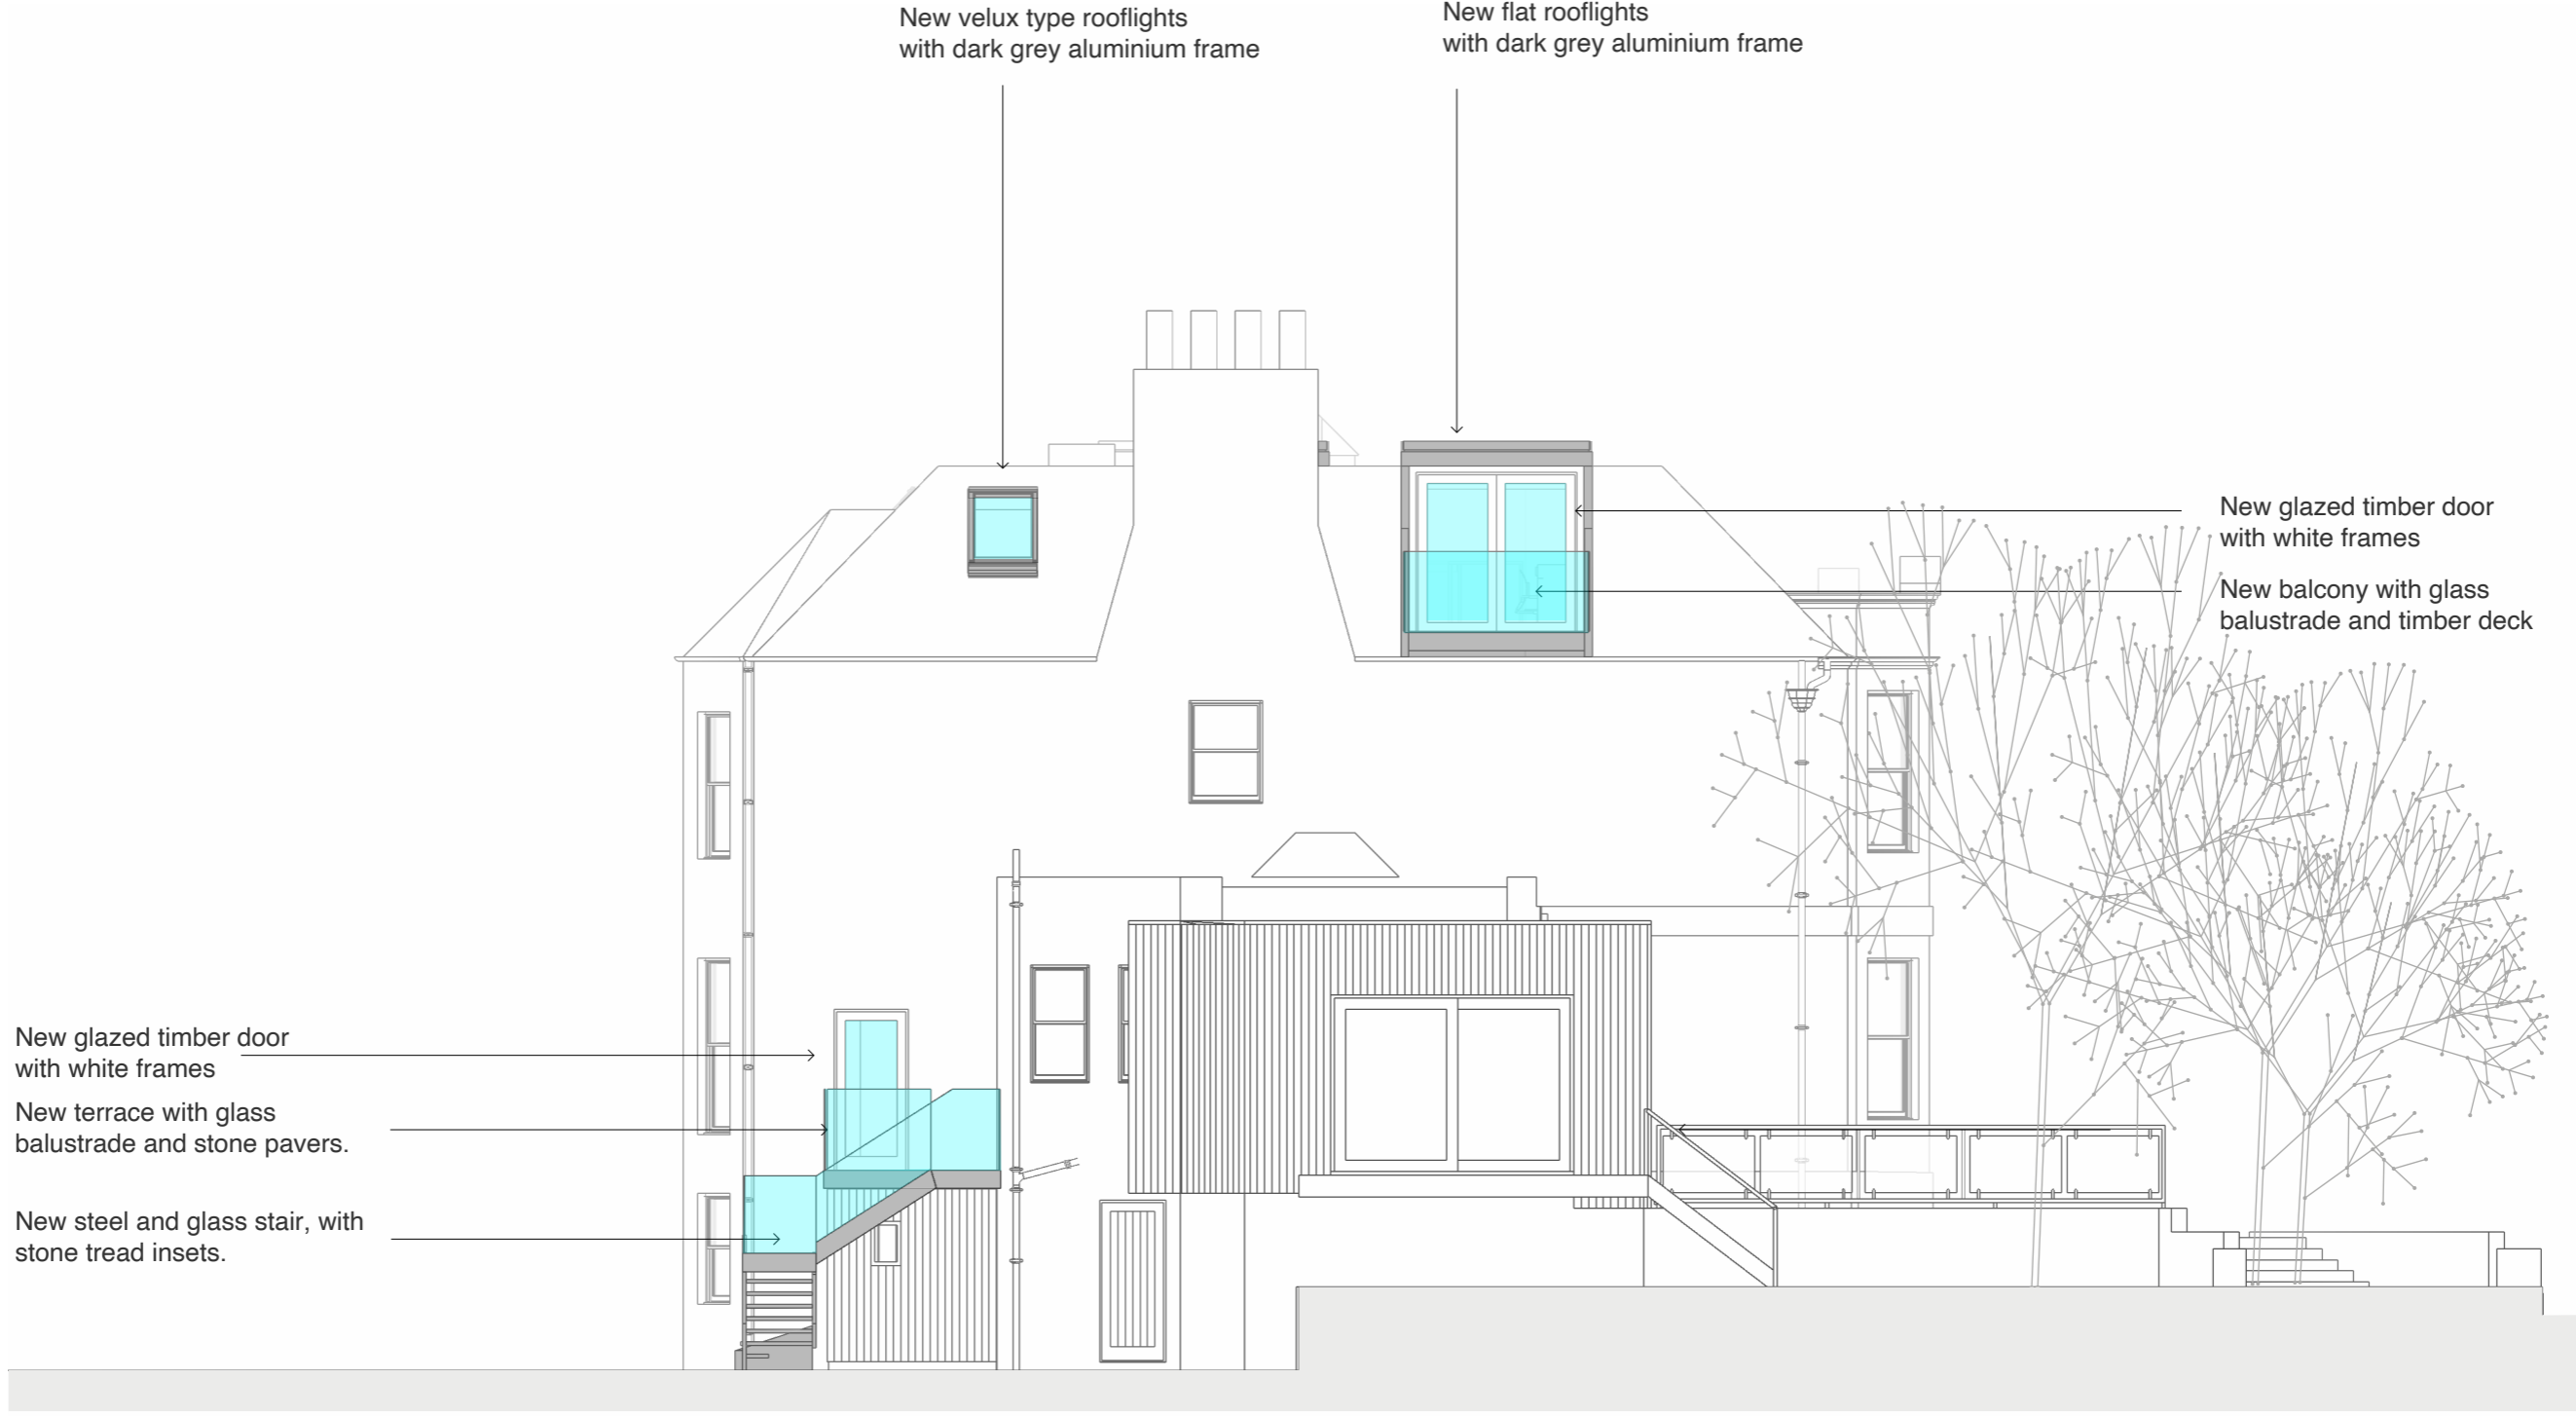 New velux type rooflights
with dark grey aluminium frame
New flat rooflights
with dark grey aluminium frame
New glazed timber door
with white frames
New balcony with glass
balustrade and timber deck
New glazed timber door
with white frames
New terrace with glass
balustrade and stone pavers.
New steel and glass stair, with
stone tread insets.